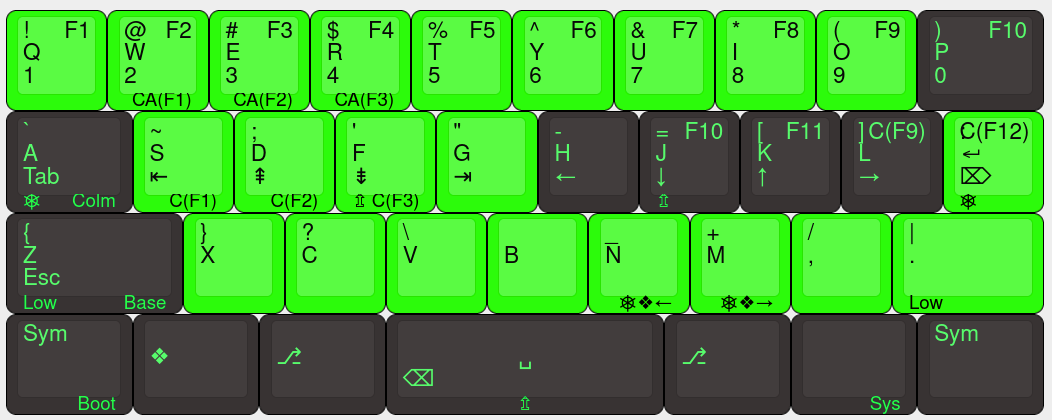 ! F1 @ F2 # F3 $ F4 % F5 ^ F6 & F7 * F8 ( F9 ) F10
Q W E R T Y U I O P
1 2 3 4 5 6 7 8 9 0
CA(F1) CA(F2) CA(F3)
` ~ ; ' " - = F10 [ F11 ] C(F9) C(F12)
A S D F G H J K L ↵
Tab ⇤ ⇞ ⇟ ⇥ ← ↓ ↑ → ⌦
⎈ Colm C(F1) C(F2) ⇧ C(F3) ⇧ ⎈
{ } ? \ _ + / |
Z X C V B N M , .
Esc
Low Base ⎈❖← ⎈❖→ Low
Sym Sym
❖ ⎇ ␣ ⎇
⌫
Boot ⇧ Sys